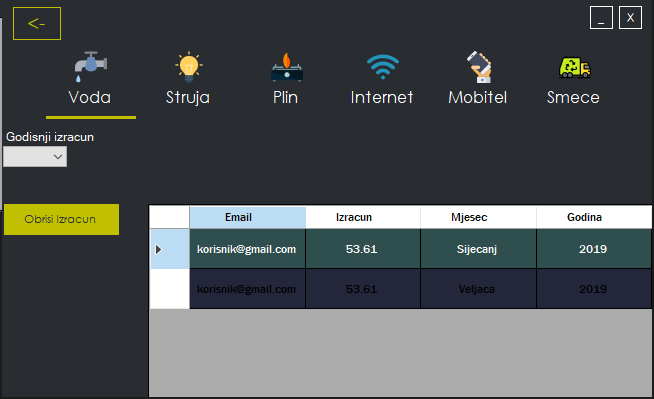 <-
_ X
Voda Struja Plin Internet Mobitel Smece
Godisnji izracun
Obrisi Izracun
Email Izracun Mjesec Godina
korisnik@gmail.com 53.61 Sijecanj 2019
korisnik@gmail.com 53.61 Veljaca 2019